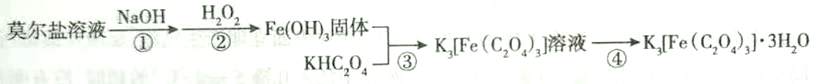 莫尔盐溶液 NaOH ① H₂O₂ ② Fe(OH)₃固体
KHC₂O₄ ③ K₃[Fe(C₂O₄)₃]溶液 ④ K₃[Fe(C₂O₄)₃]·3H₂O